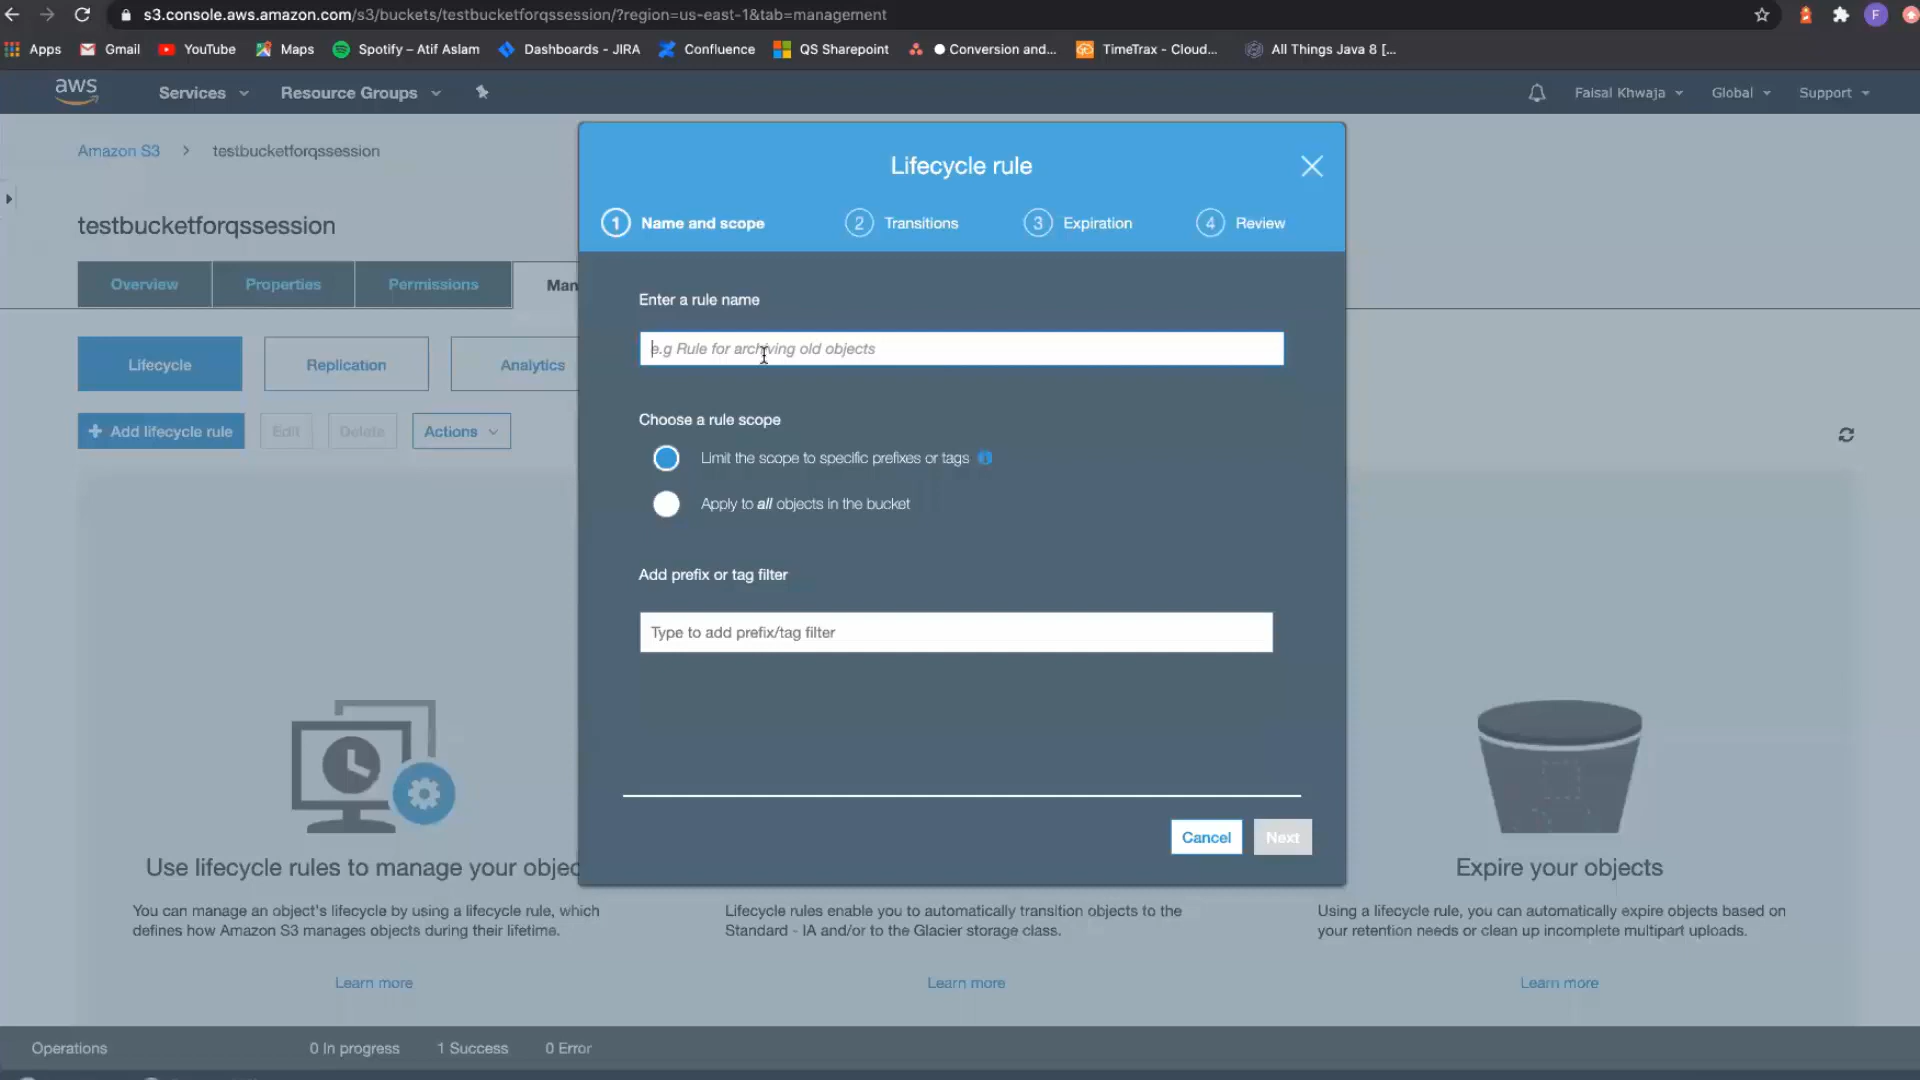 s3.console.aws.amazon.com/s3/buckets/testbucketforqssession/?region=us-east-1&tab=management
F
Apps Gmail YouTube Maps Spotify – Atif Aslam Dashboards - JIRA Confluence QS Sharepoint Conversion and... TimeTrax - Cloud... All Things Java 8 [...
aws Services Resource Groups Faisal Khwaja Global Support
Amazon S3 > testbucketforqssession
testbucketforqssession
Overview Properties Permissions Man
Lifecycle Replication Analytics
+ Add lifecycle rule Edit Delete Actions
Lifecycle rule
1 Name and scope 2 Transitions 3 Expiration 4 Review
Enter a rule name
e.g Rule for archiving old objects
Choose a rule scope
Limit the scope to specific prefixes or tags
Apply to all objects in the bucket
Add prefix or tag filter
Type to add prefix/tag filter
Cancel Next
Use lifecycle rules to manage your objec
You can manage an object's lifecycle by using a lifecycle rule, which
defines how Amazon S3 manages objects during their lifetime.
Learn more
Lifecycle rules enable you to automatically transition objects to the
Standard - IA and/or to the Glacier storage class.
Learn more
Expire your objects
Using a lifecycle rule, you can automatically expire objects based on
your retention needs or clean up incomplete multipart uploads.
Learn more
Operations 0 In progress 1 Success 0 Error